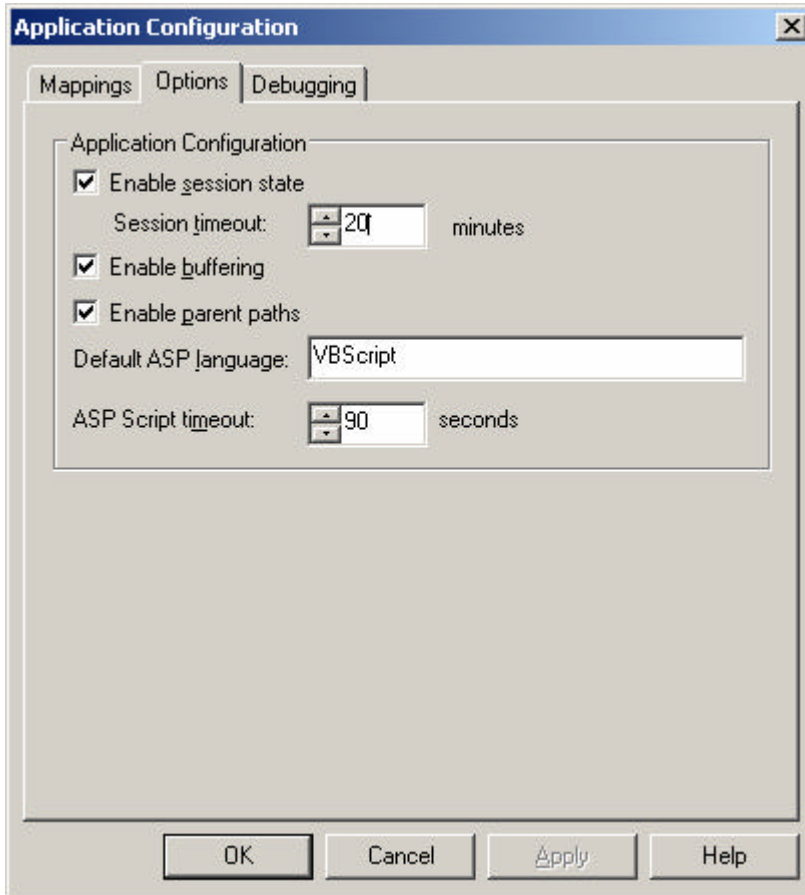 Application Configuration
Mappings Options Debugging
Application Configuration
Enable session state
Session timeout: 20 minutes
Enable buffering
Enable parent paths
Default ASP language: VBScript
ASP Script timeout: 90 seconds
OK Cancel Apply Help